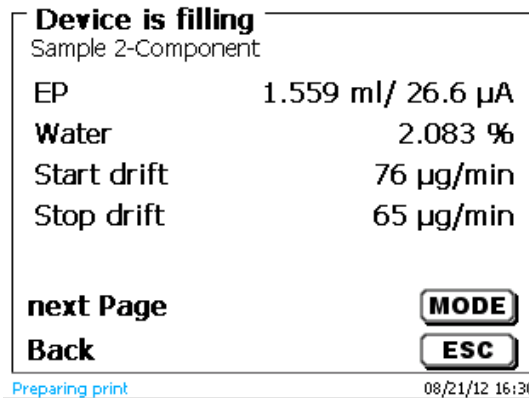 Device is filling
Sample 2-Component
EP 1.559 ml/ 26.6 µA
Water 2.083 %
Start drift 76 µg/min
Stop drift 65 µg/min
next Page MODE
Back ESC
Preparing print 08/21/12 16:30